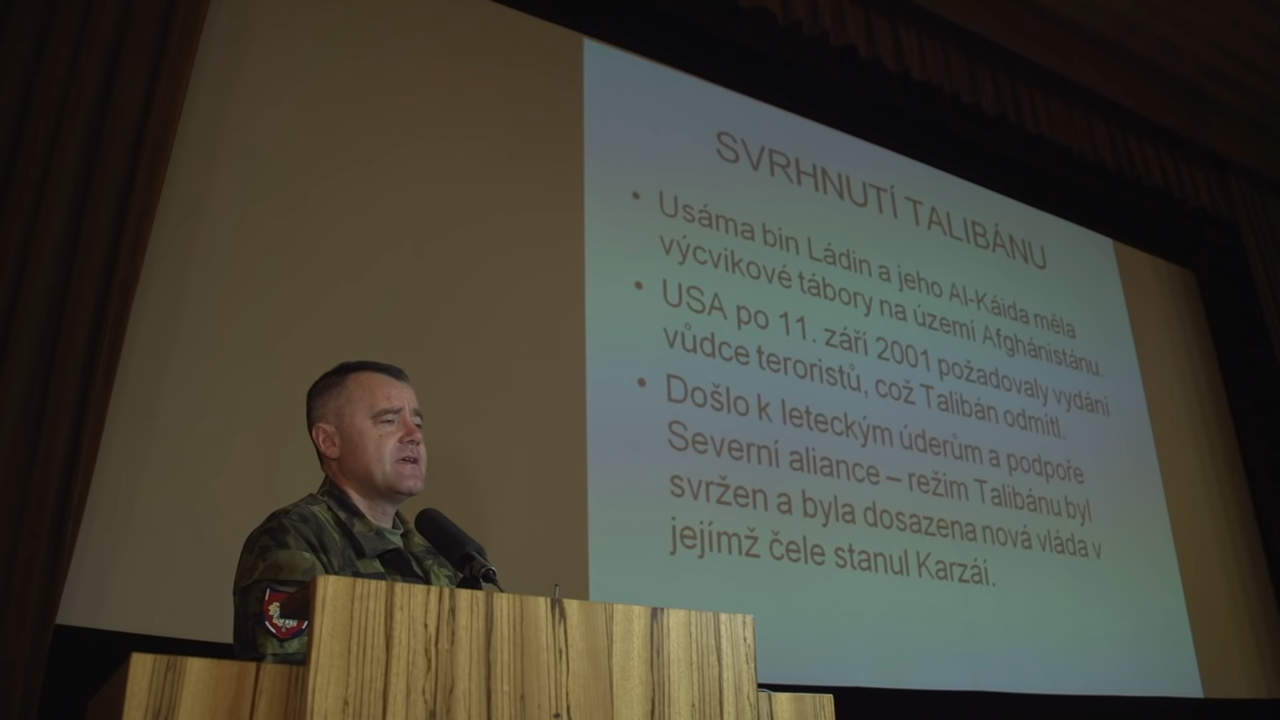 SVRHNUTÍ TALIBÁNU
• Usáma bin Ládin a jeho Al-Káida měla
výcvikové tábory na území Afghánistánu.
• USA po 11. září 2001 požadovaly vydání
vůdce teroristů, což Talibán odmítl.
• Došlo k leteckým úderům a podpoře
Severní aliance – režim Talibánu byl
svržen a byla dosazena nová vláda v
jejímž čele stanul Karzáí.